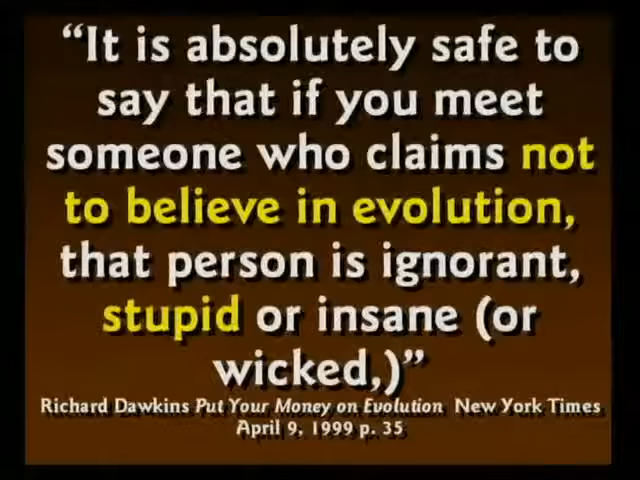 “It is absolutely safe to
say that if you meet
someone who claims not
to believe in evolution,
that person is ignorant,
stupid or insane (or
wicked,)”
Richard Dawkins Put Your Money on Evolution New York Times
April 9, 1999 p. 35